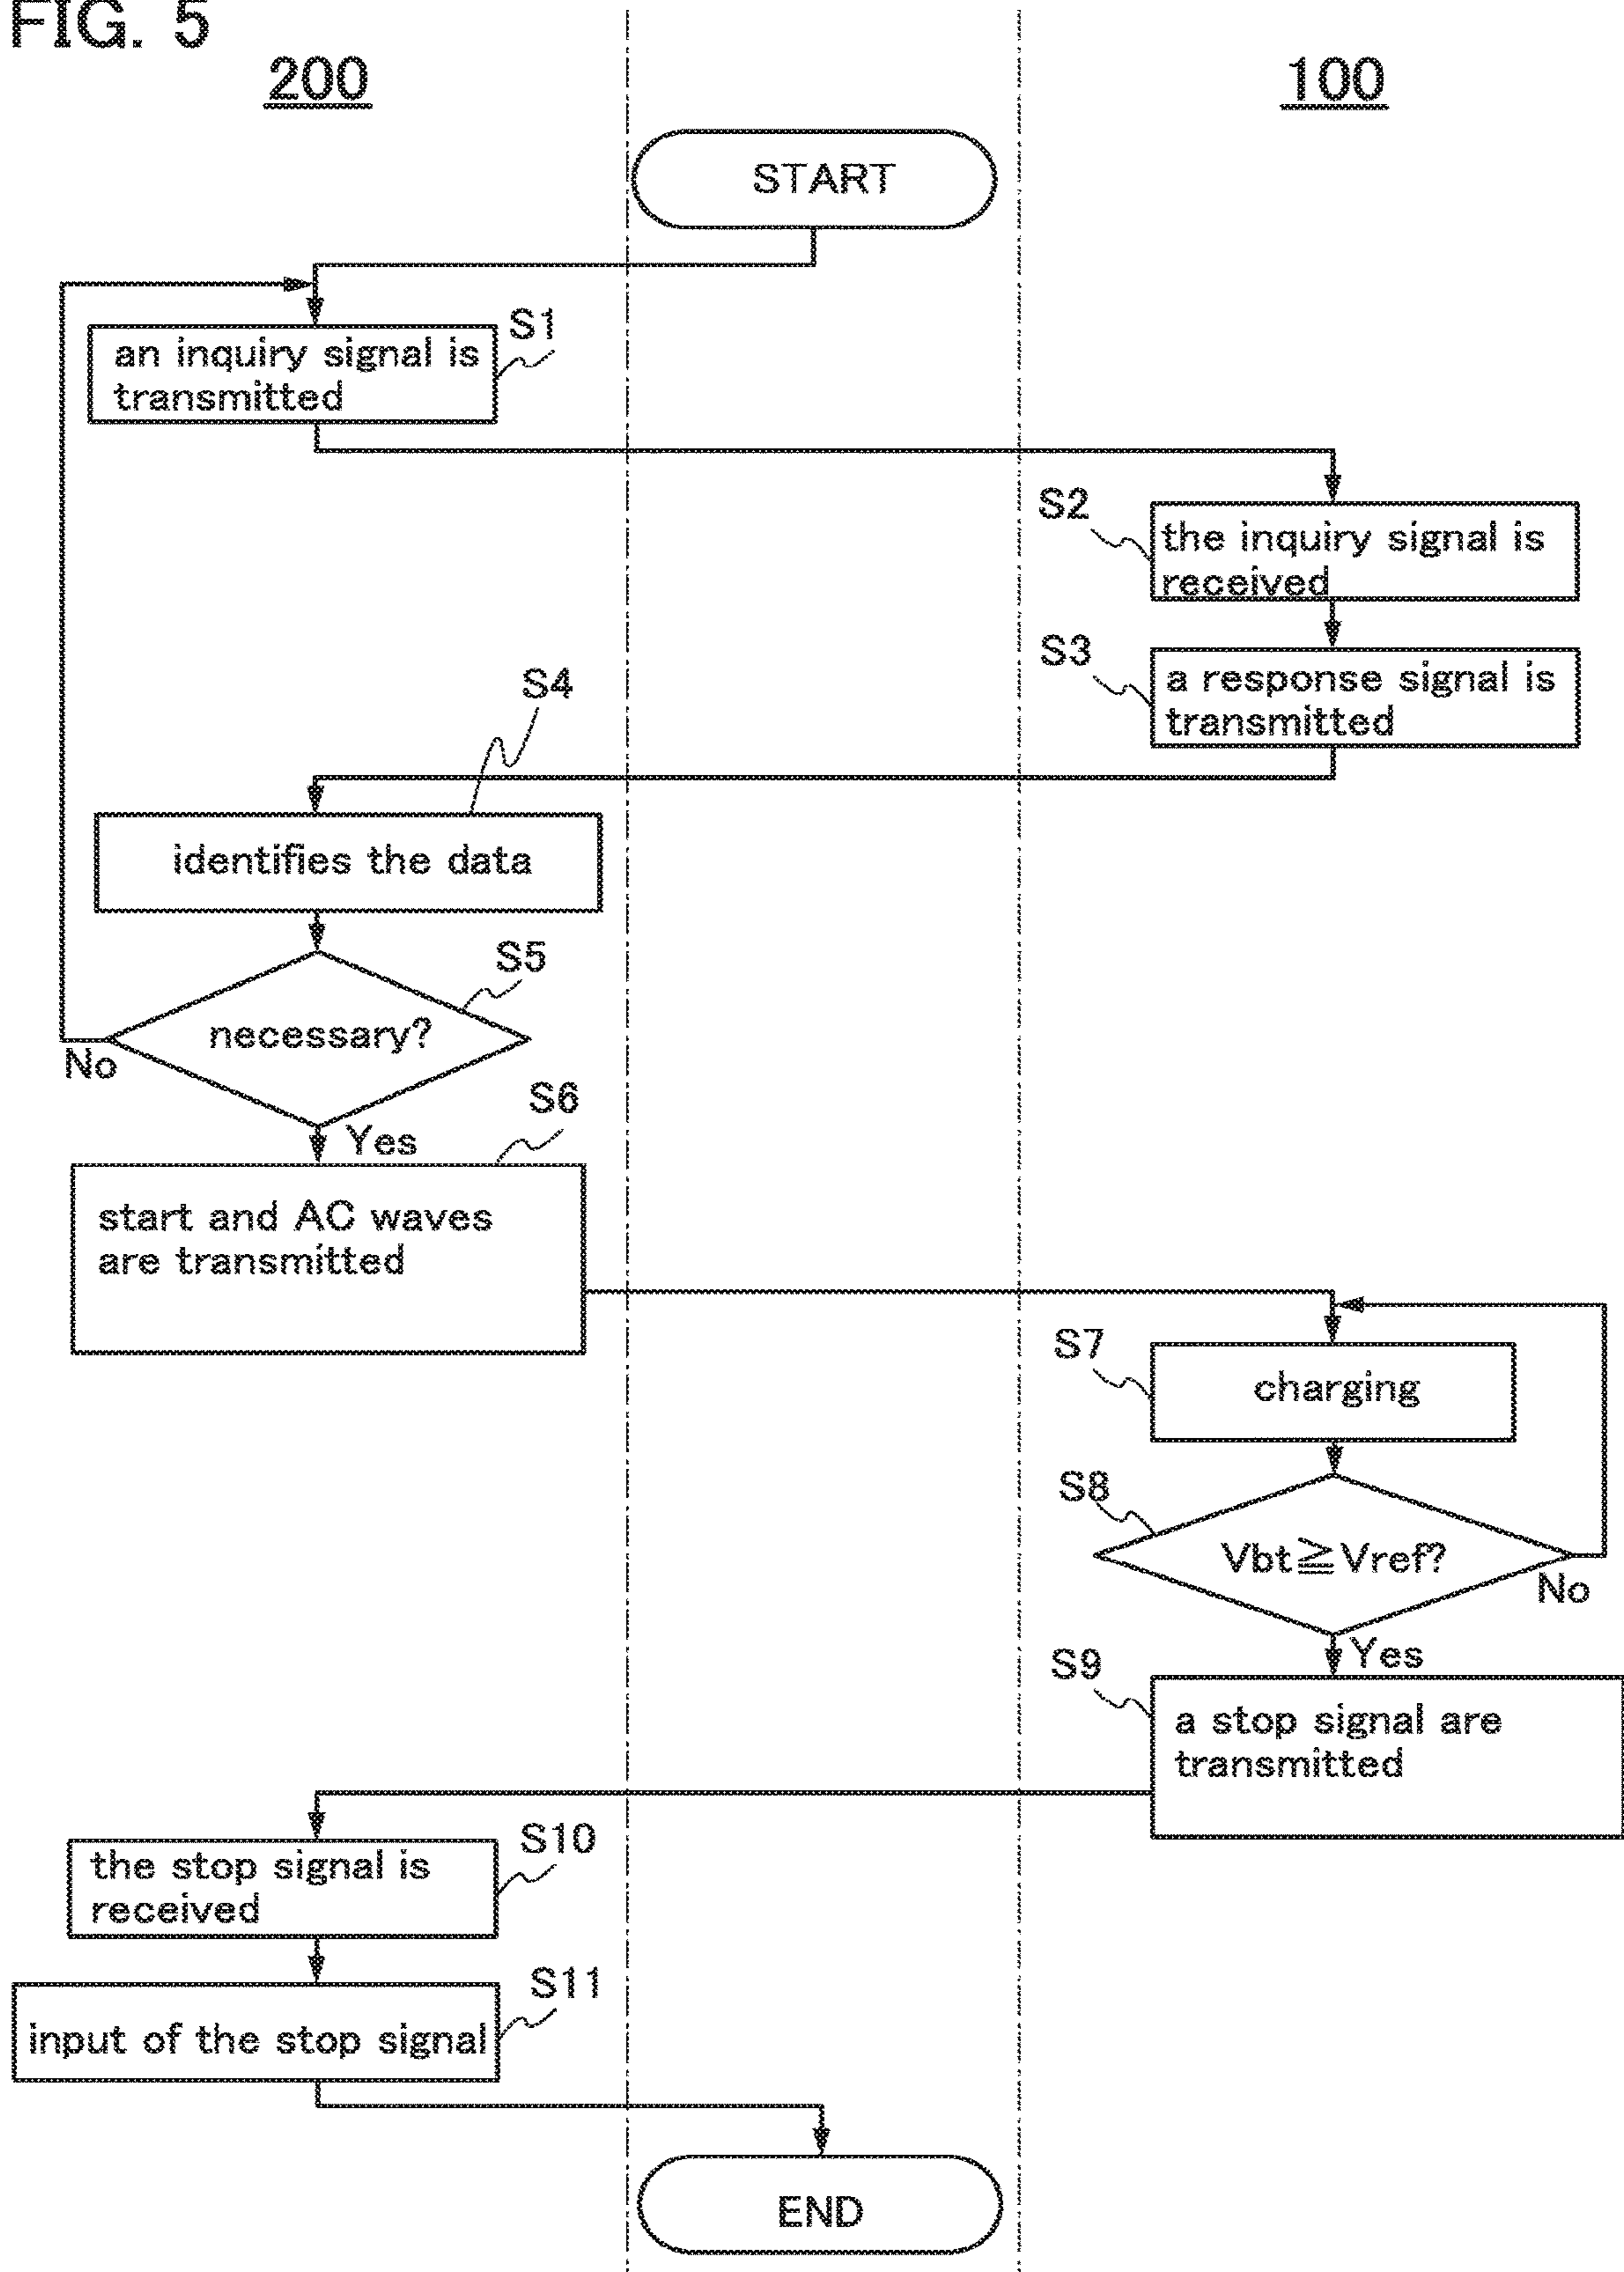 FIG. 5
200
100
START
S1
an inquiry signal is
transmitted
S2
the inquiry signal is
received
S3
a response signal is
transmitted
S4
identifies the data
S5
necessary?
No
Yes
S6
start and AC waves
are transmitted
S7
charging
S8
Vbt≧Vref?
No
Yes
S9
a stop signal are
transmitted
S10
the stop signal is
received
S11
input of the stop signal
END